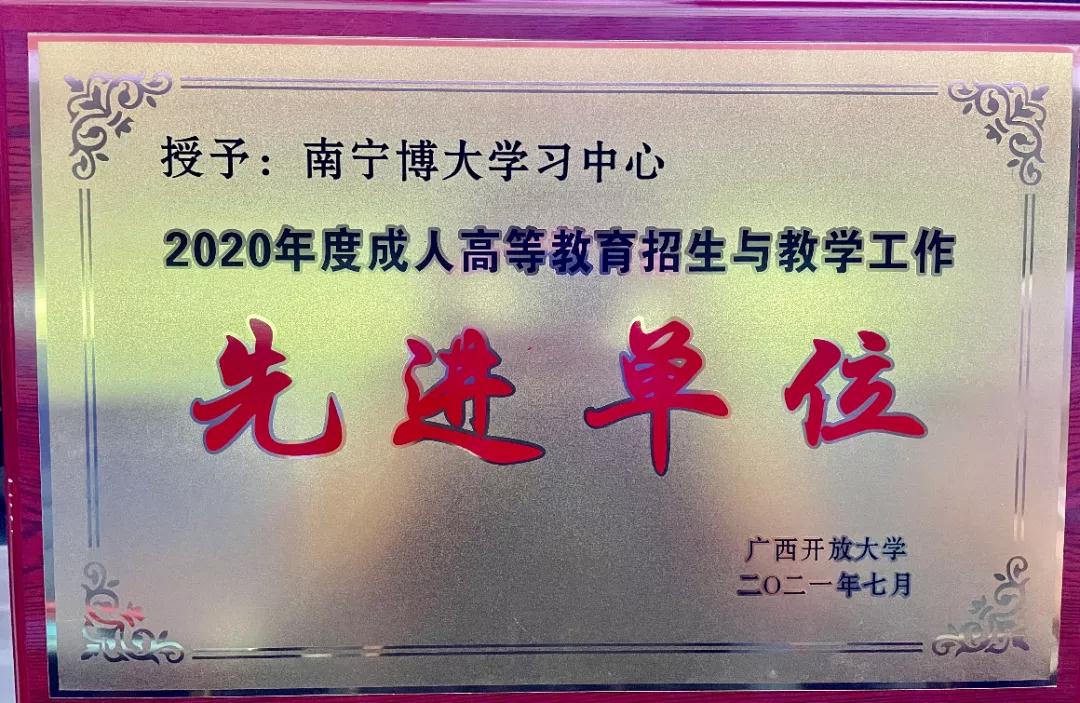 授予：南宁博大学习中心
2020年度成人高等教育招生与教学工作
先进单位
广西开放大学
二〇二一年七月